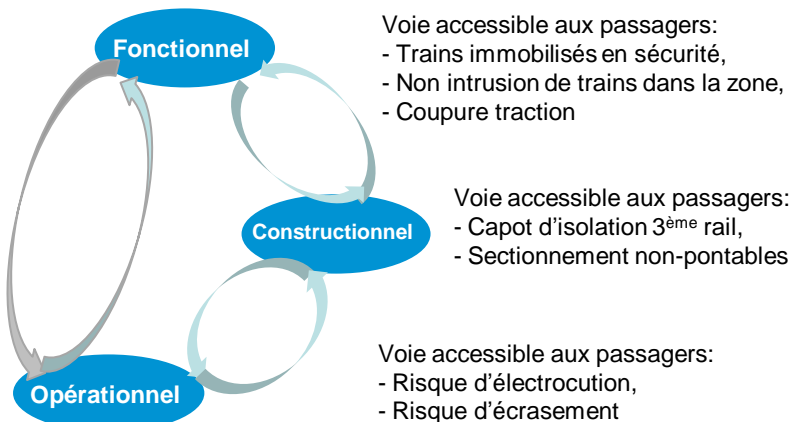 Fonctionnel
Voie accessible aux passagers:
- Trains immobilisés en sécurité,
- Non intrusion de trains dans la zone,
- Coupure traction
Constructionnel
Voie accessible aux passagers:
- Capot d'isolation 3ème rail,
- Sectionnement non-pontables
Opérationnel
Voie accessible aux passagers:
- Risque d'électrocution,
- Risque d'écrasement